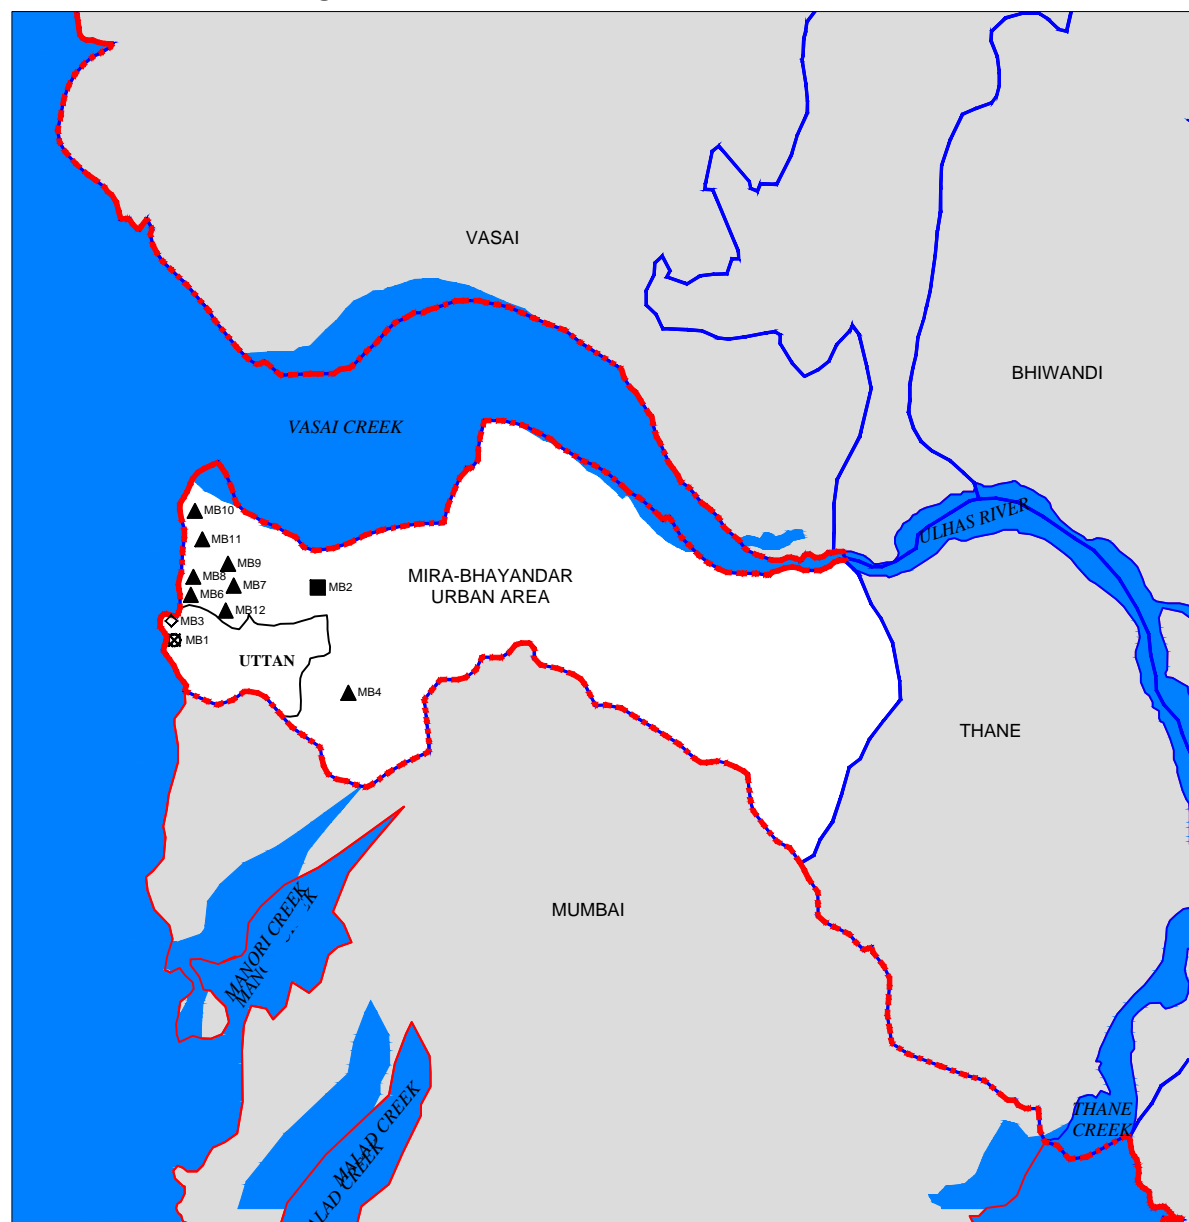 VASAI
BHIWANDI
VASAI CREEK
ULHAS RIVER
MB10
MB11
MB9
MB8
MB7
MB6
MB2
MB12
MB3
MB1
MIRA-BHAYANDAR
URBAN AREA
UTTAN
MB4
THANE
MUMBAI
MANORI CREEK
THANE
CREEK
MALAD CREEK